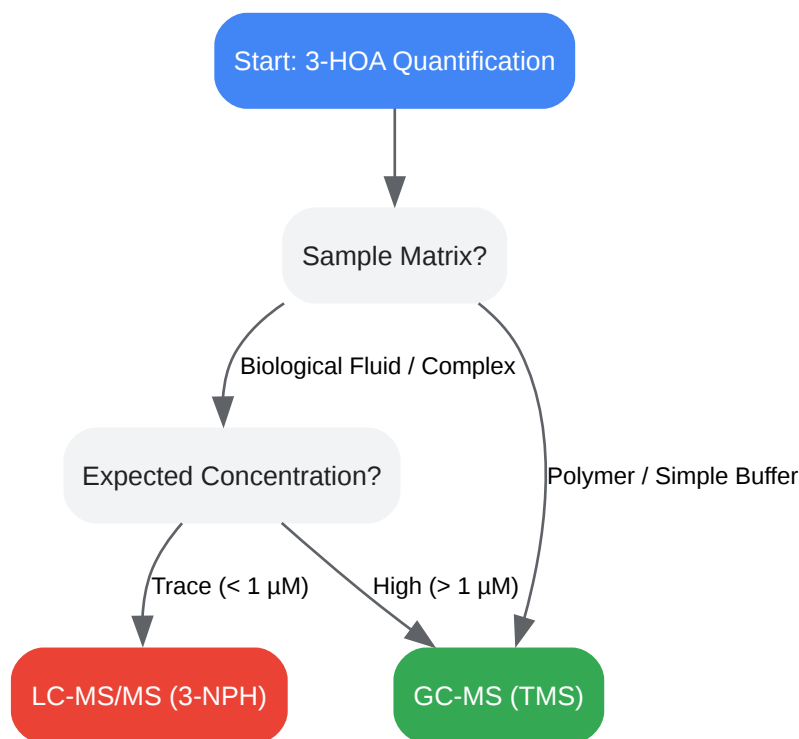 Start: 3-HOA Quantification
Sample Matrix?
Biological Fluid / Complex
Expected Concentration?
Polymer / Simple Buffer
Trace (< 1 µM)
High (> 1 µM)
LC-MS/MS (3-NPH)
GC-MS (TMS)